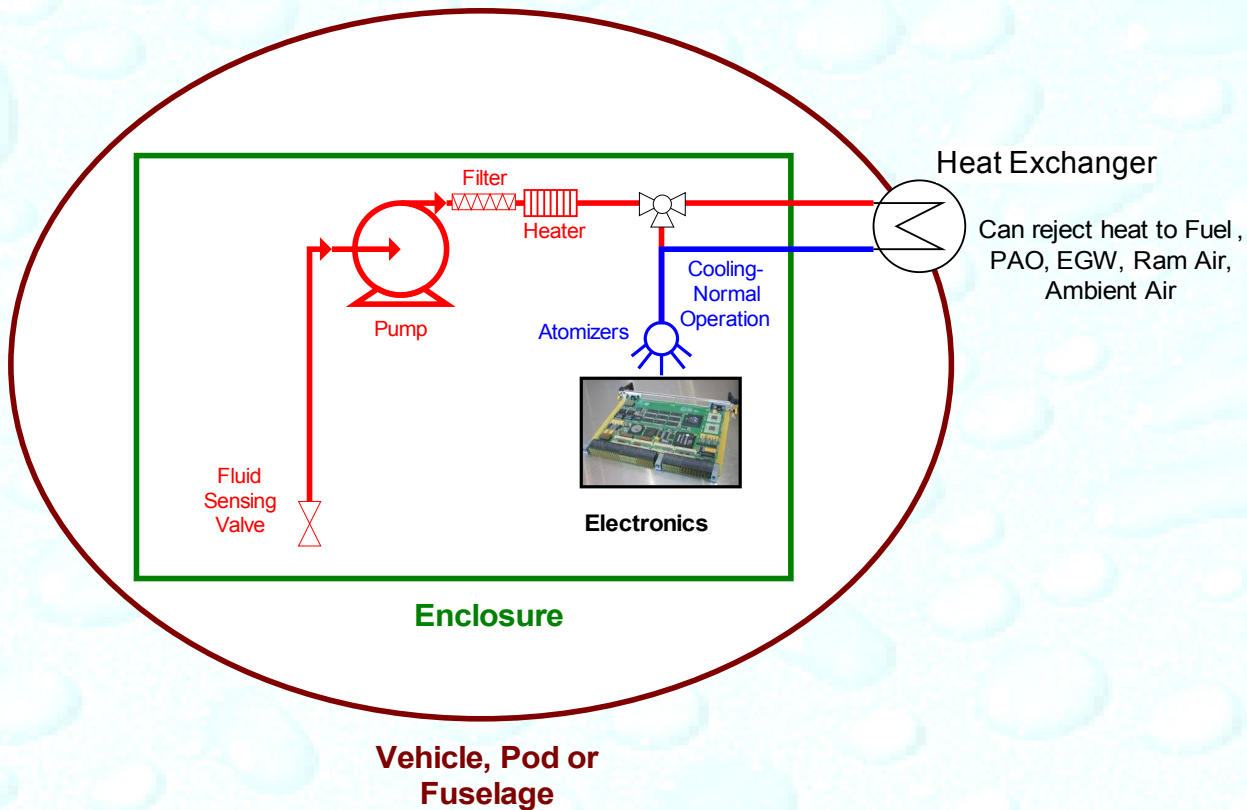 Filter
Heater
Pump
Fluid
Sensing
Valve
Cooling-
Normal
Operation
Atomizers
Electronics
Enclosure
Heat Exchanger
Can reject heat to Fuel ,
PAO, EGW, Ram Air,
Ambient Air
Vehicle, Pod or
Fuselage